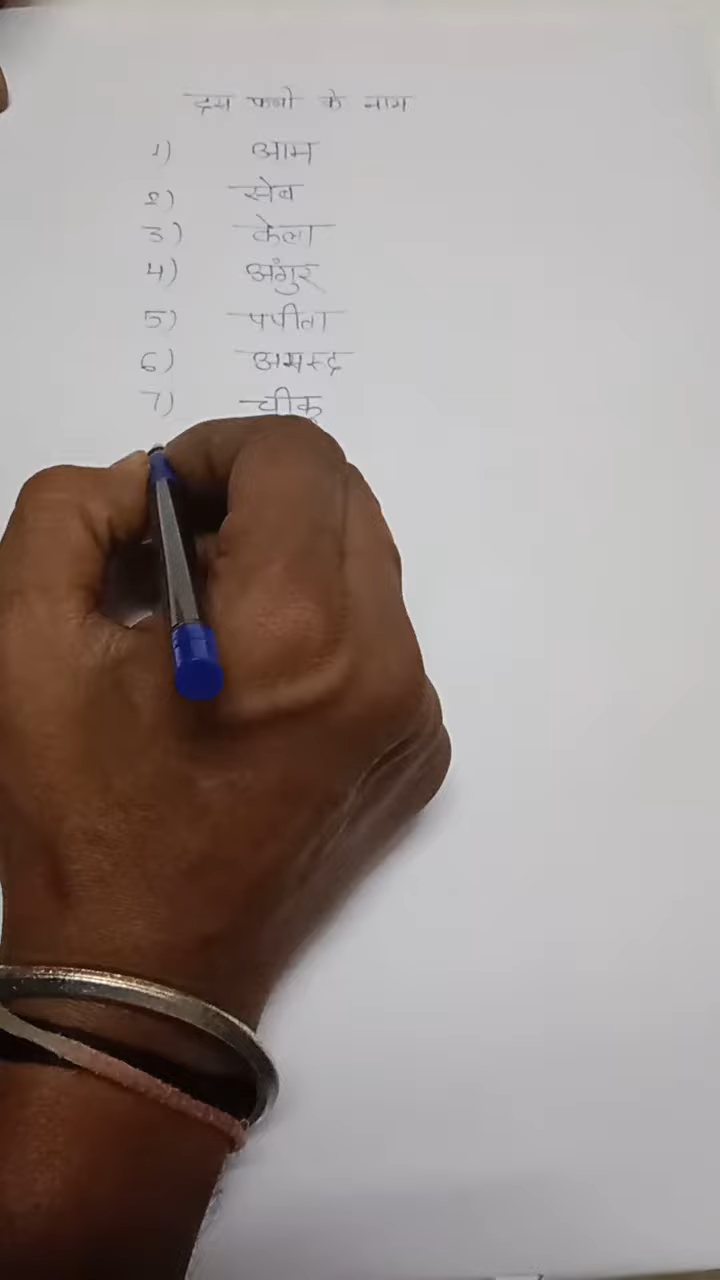 दस फलो के नाम
1) आम
2) सेब
3) केला
4) अंगुर
5) पपीता
6) अमरूद
7) चीकू